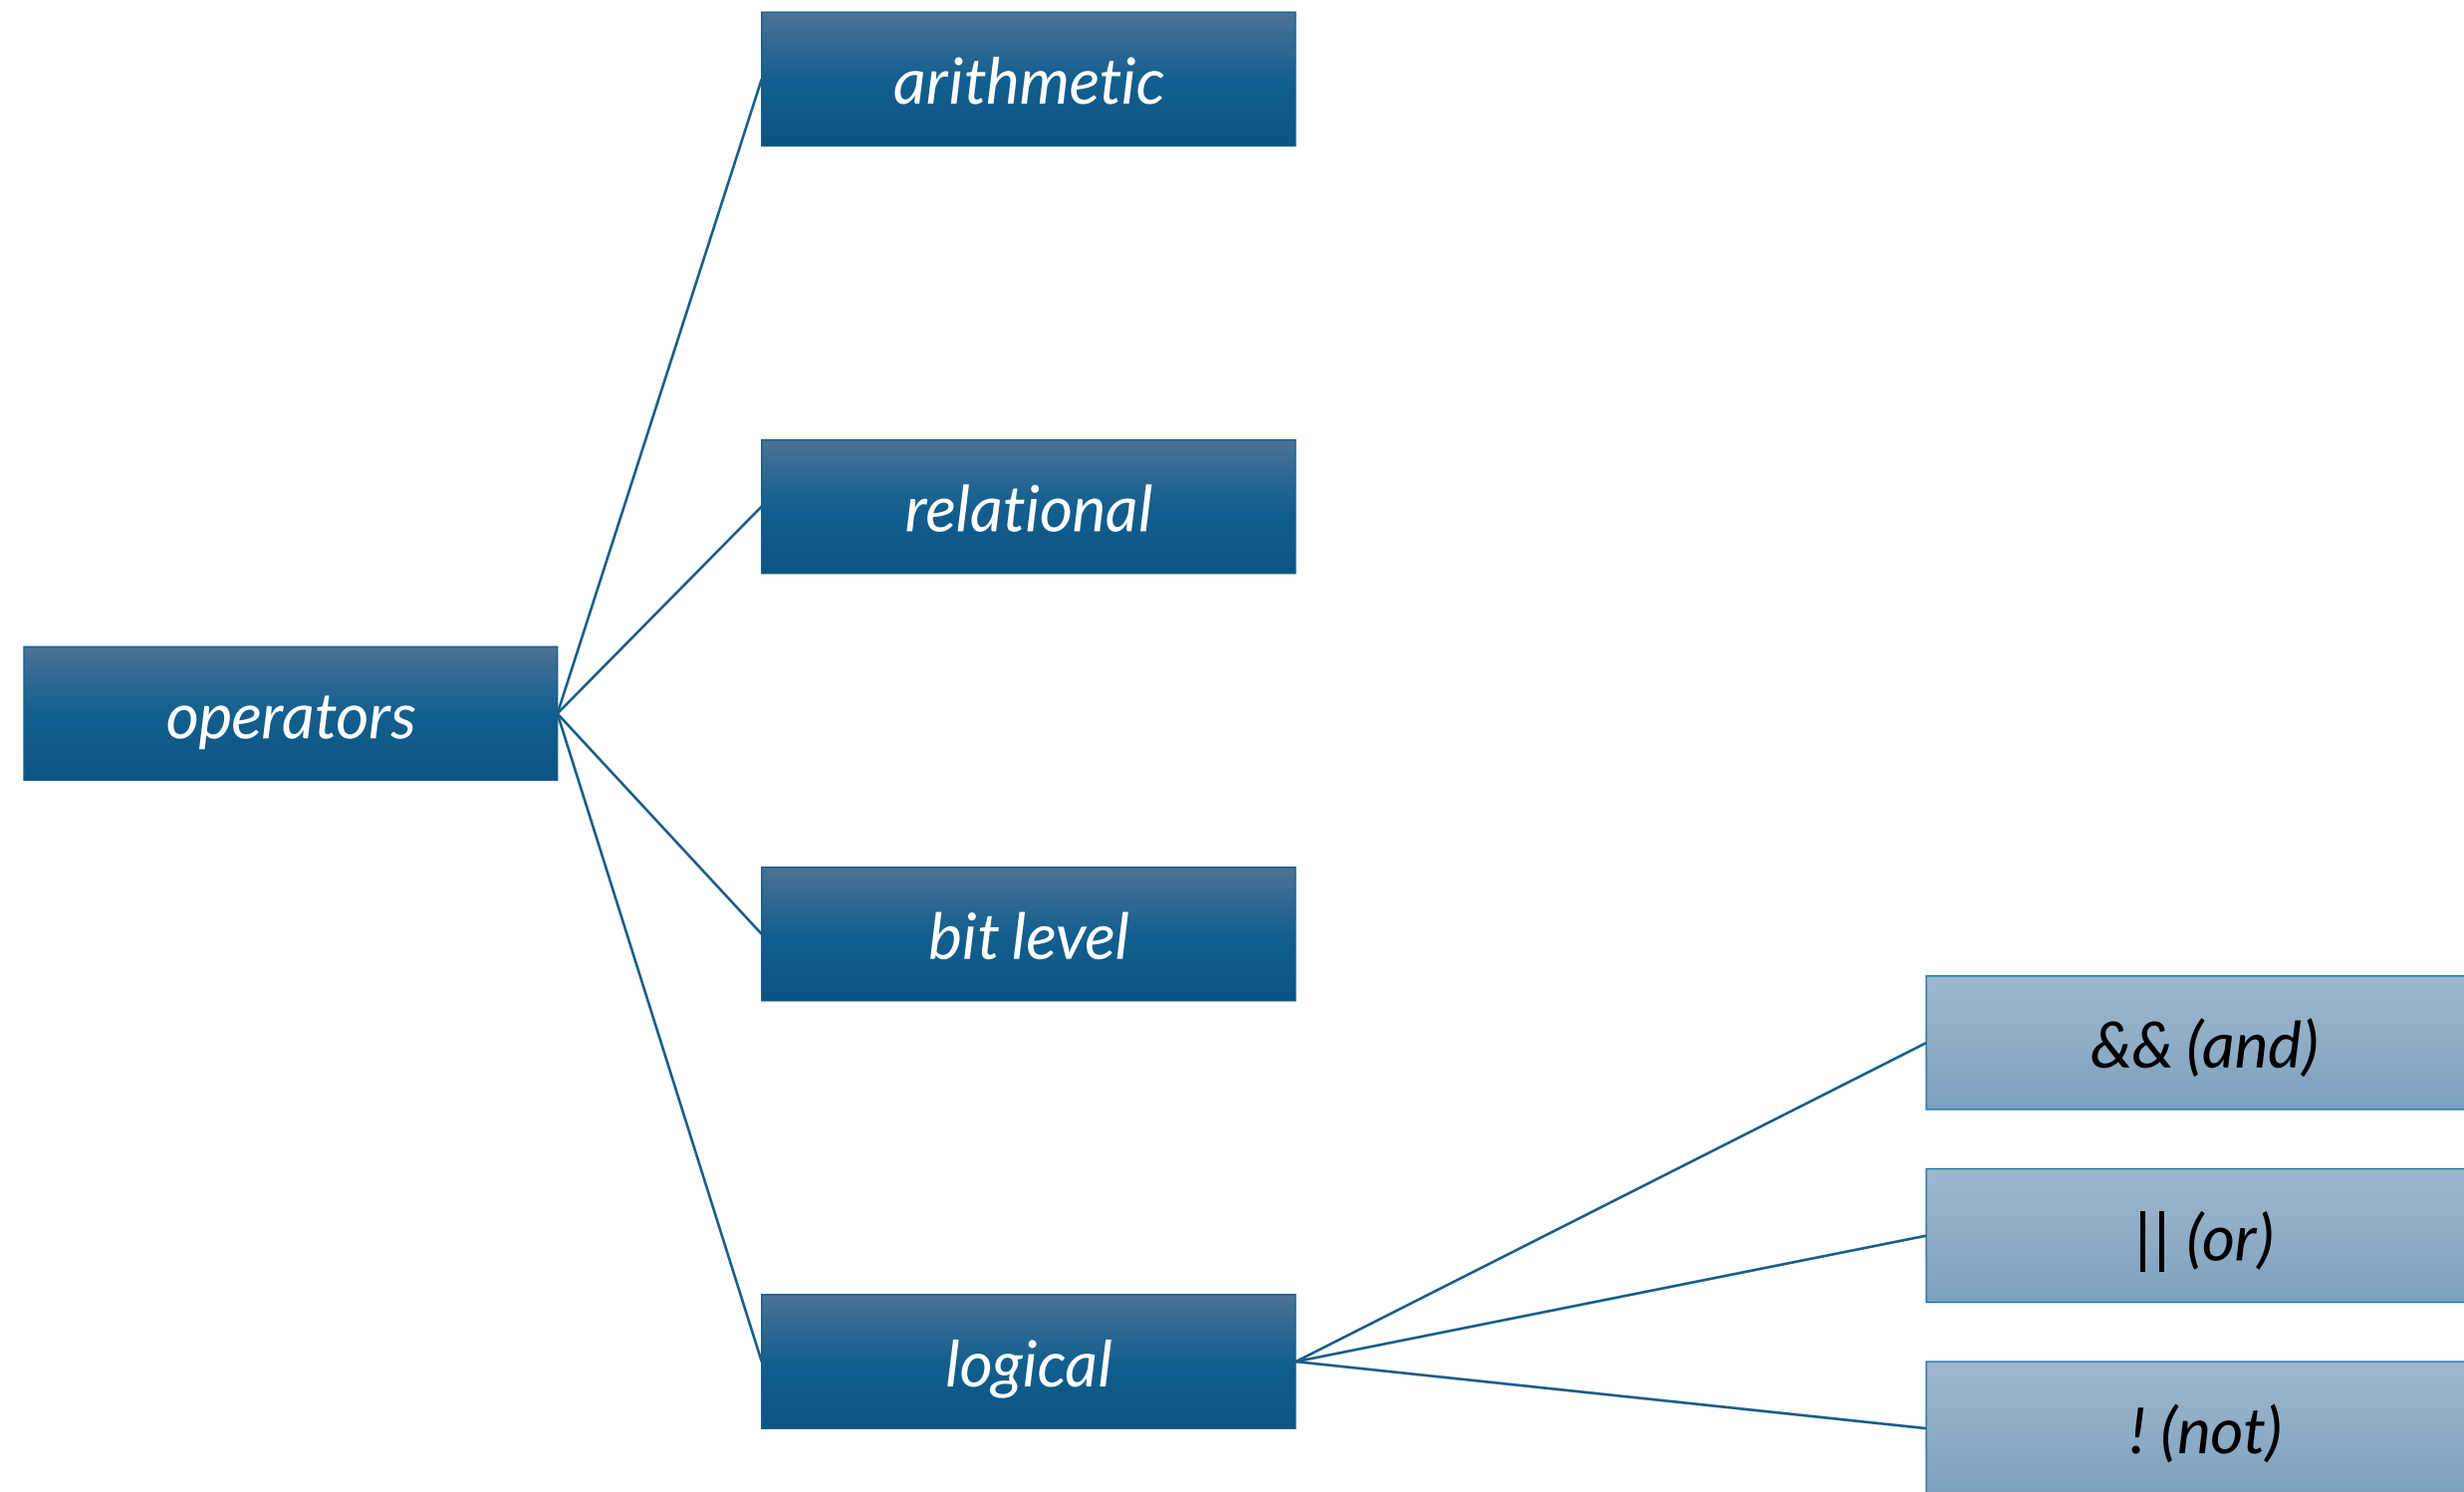 arithmetic
relational
operators
bit level
&& (and)
|| (or)
logical
! (not)